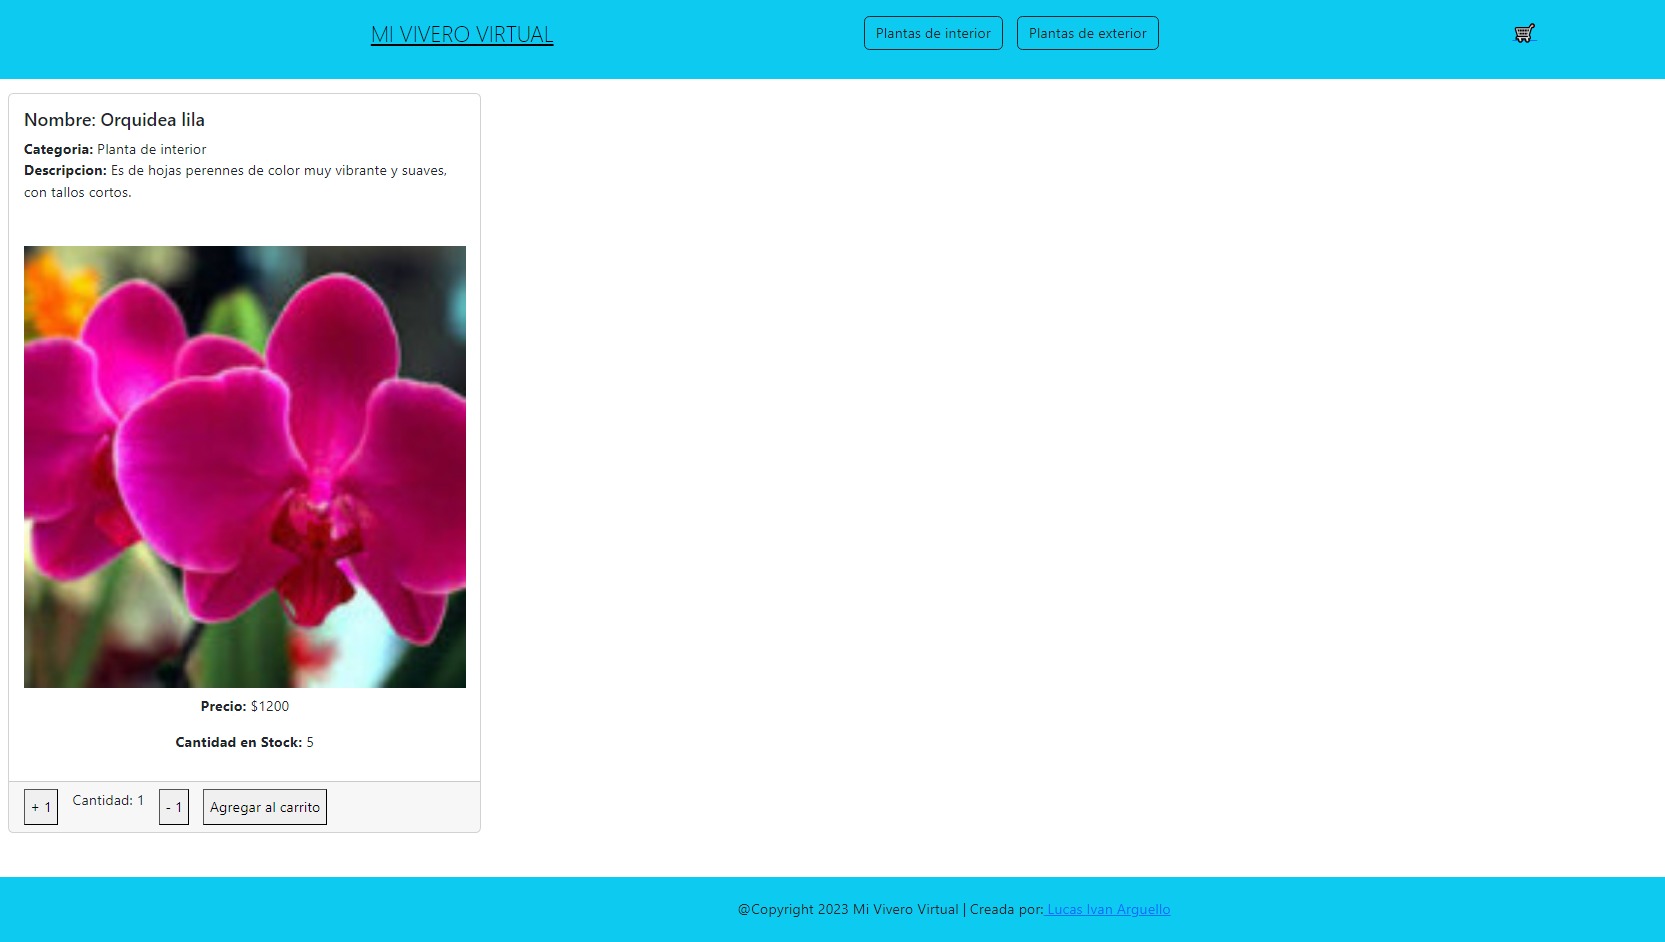 MI VIVERO VIRTUAL
Plantas de interior
Plantas de exterior
Nombre: Orquidea lila
Categoria: Planta de interior
Descripcion: Es de hojas perennes de color muy vibrante y suaves,
con tallos cortos.
Precio: $1200
Cantidad en Stock: 5
+ 1 Cantidad: 1 - 1 Agregar al carrito
@Copyright 2023 Mi Vivero Virtual | Creada por: Lucas Ivan Arguello